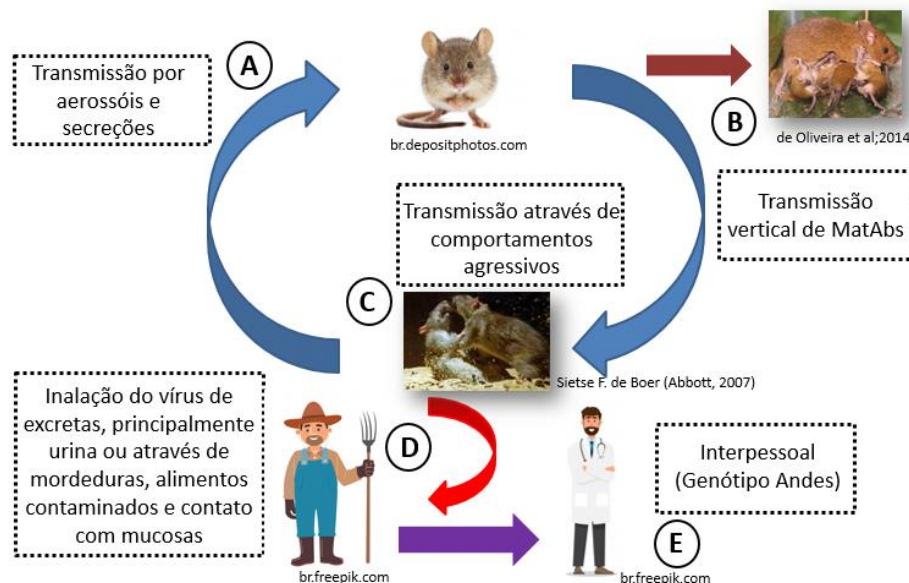 A
Transmissão por
aerossóis e
secreções
br.depositphotos.com
B
de Oliveira et al;2014
Transmissão
vertical de MatAbs
Transmissão através de
comportamentos
agressivos
C
Sietse F. de Boer (Abbott, 2007)
Inalação do vírus de
excretas, principalmente
urina ou através de
mordeduras, alimentos
contaminados e contato
com mucosas
D
br.freepik.com
Interpessoal
(Genótipo Andes)
E
br.freepik.com